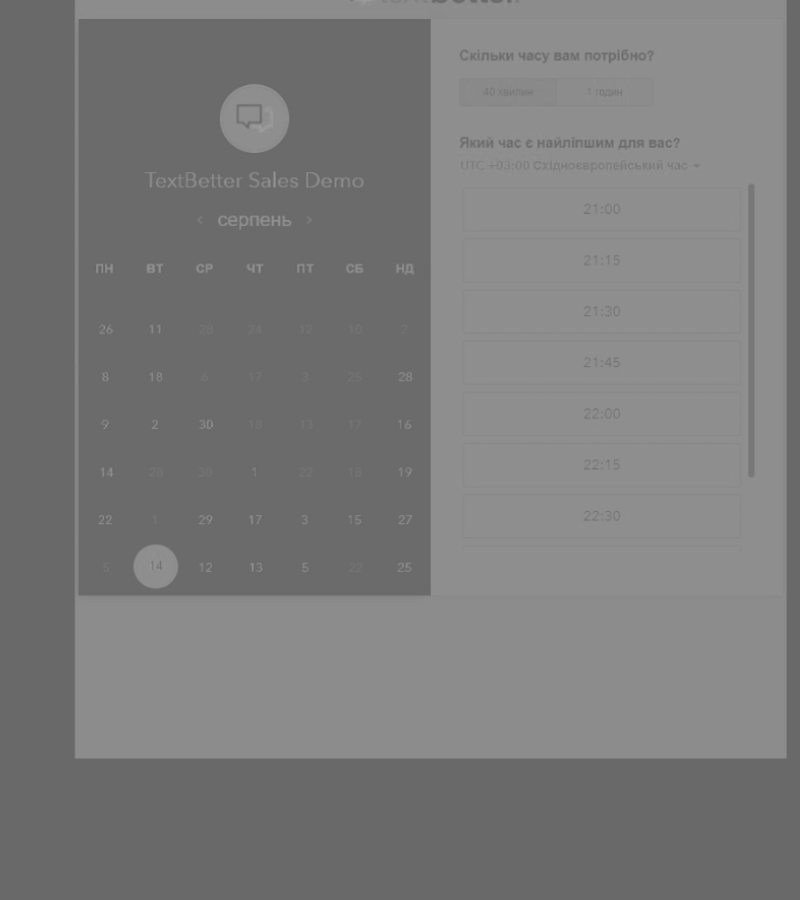 TextBetter Sales Demo
‹ серпень ›
ПН ВТ СР ЧТ ПТ СБ НД
26 11 28 24 12 10 2
8 18 6 17 3 25 28
9 2 30 18 13 17 16
14 28 30 1 22 18 19
22 1 29 17 3 15 27
5 14 12 13 5 22 25
Скільки часу вам потрібно?
40 хвилин 1 годин
Який час є найліпшим для вас?
UTC +03:00 Східноєвропейський час
21:00
21:15
21:30
21:45
22:00
22:15
22:30